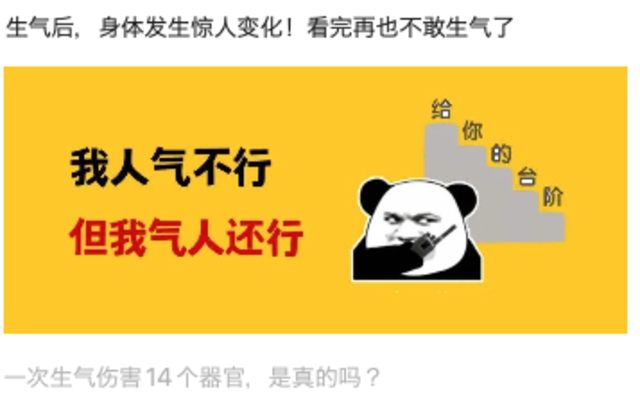 生气后，身体发生惊人变化！看完再也不敢生气了
我人气不行
但我气人还行
给你的台阶
一次生气伤害14个器官，是真的吗？